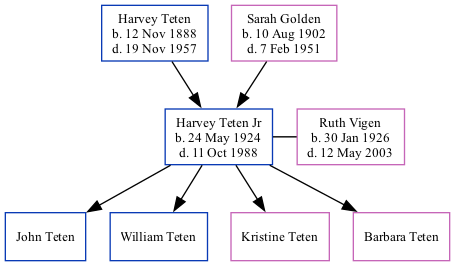 Harvey Teten
b. 12 Nov 1888
d. 19 Nov 1957
Sarah Golden
b. 10 Aug 1902
d. 7 Feb 1951
Harvey Teten Jr
b. 24 May 1924
d. 11 Oct 1988
Ruth Vigen
b. 30 Jan 1926
d. 12 May 2003
John Teten
William Teten
Kristine Teten
Barbara Teten